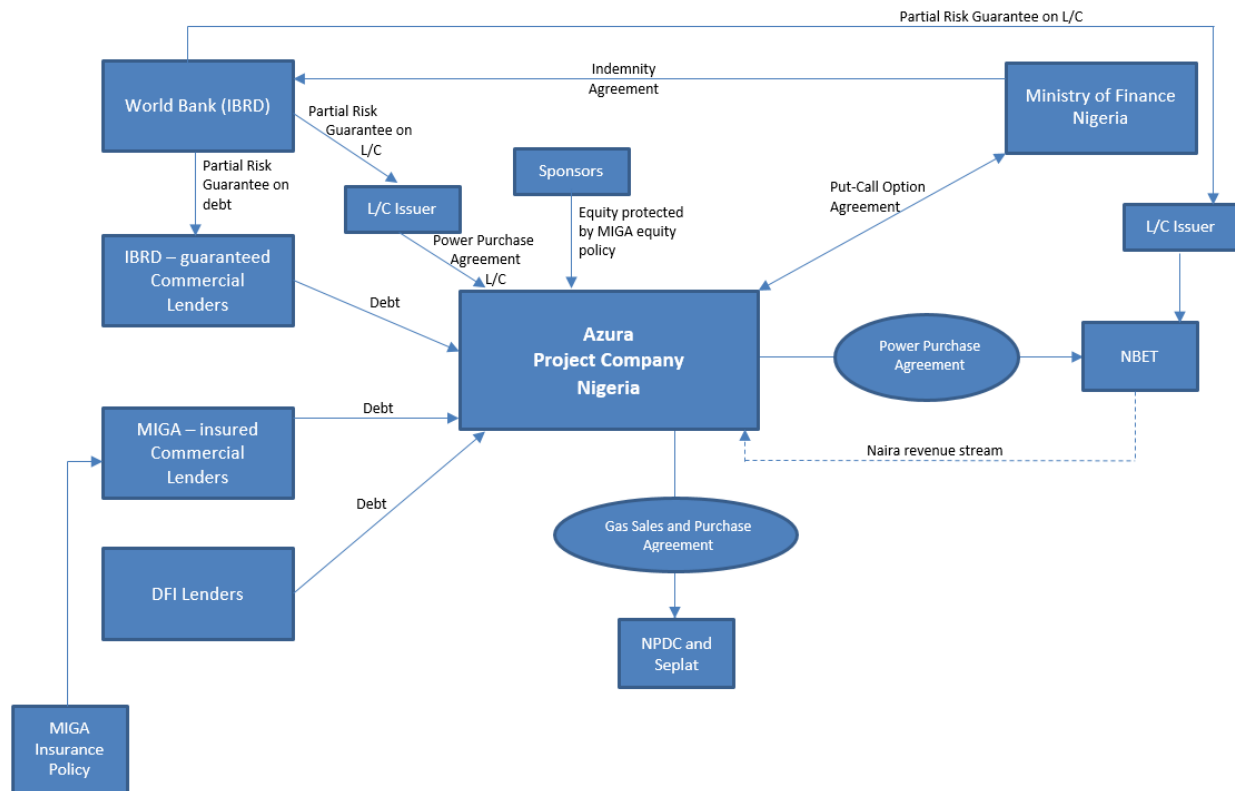 Partial Risk Guarantee on L/C
World Bank (IBRD)
Indemnity
Agreement
Ministry of Finance
Nigeria
Partial Risk
Guarantee on
L/C
Partial Risk
Guarantee on
debt
Sponsors
L/C Issuer
Put-Call Option
Agreement
Equity protected
by MIGA equity
policy
L/C Issuer
Power Purchase
Agreement
L/C
IBRD – guaranteed
Commercial
Lenders
Debt
Azura
Project Company
Nigeria
Power Purchase
Agreement
NBET
Debt
MIGA – insured
Commercial
Lenders
Naira revenue stream
Debt
Gas Sales and Purchase
Agreement
DFI Lenders
NPDC and
Seplat
MIGA
Insurance
Policy